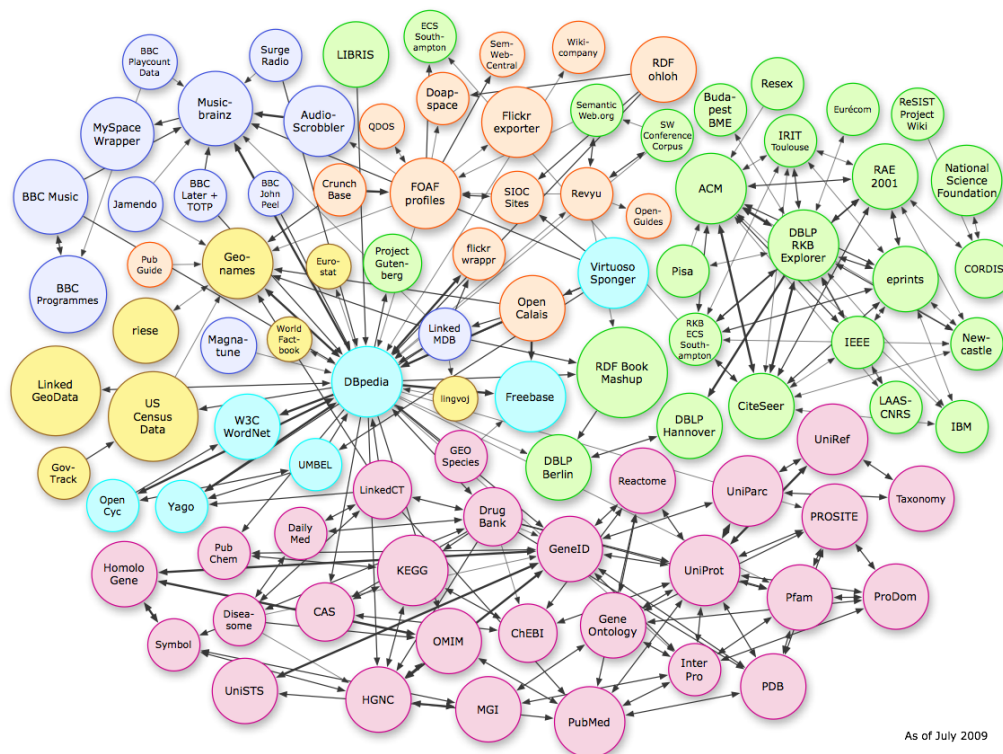 BBC
Playcount
Data
Surge
Radio
LIBRIS
ECS
South-
ampton
Sem-
Web-
Central
Wiki-
company
RDF
ohloh
Music-
brainz
Audio-
Scrobbler
MySpace
Wrapper
QDOS
Doap-
space
Flickr
exporter
Semantic
Web.org
SW
Conference
Corpus
Buda-
pest
BME
Resex
Eurécom
ReSIST
Project
Wiki
IRIT
Toulouse
RAE
2001
National
Science
Foundation
ACM
BBC Music
Jamendo
BBC
Later +
TOTP
BBC
John
Peel
Crunch
Base
FOAF
profiles
SIOC
Sites
Revyu
Open-
Guides
DBLP
RKB
Explorer
Pub
Guide
Geo-
names
Euro-
stat
Project
Guten-
berg
flickr
wrappr
Virtuoso
Sponger
Pisa
eprints
CORDIS
BBC
Programmes
riese
Magna-
tune
World
Fact-
book
Linked
MDB
Open
Calais
RKB
ECS
South-
ampton
IEEE
New-
castle
Linked
GeoData
US
Census
Data
DBpedia
lingvoj
Freebase
RDF Book
Mashup
CiteSeer
LAAS-
CNRS
IBM
W3C
WordNet
DBLP
Hannover
Gov-
Track
Open
Cyc
Yago
UMBEL
GEO
Species
DBLP
Berlin
UniRef
LinkedCT
Reactome
UniParc
Taxonomy
Daily
Med
Drug
Bank
PROSITE
Pub
Chem
Homolo
Gene
KEGG
GeneID
UniProt
Pfam
ProDom
Disea-
some
CAS
Symbol
OMIM
ChEBI
Gene
Ontology
Inter
Pro
UniSTS
HGNC
MGI
PubMed
PDB
As of July 2009